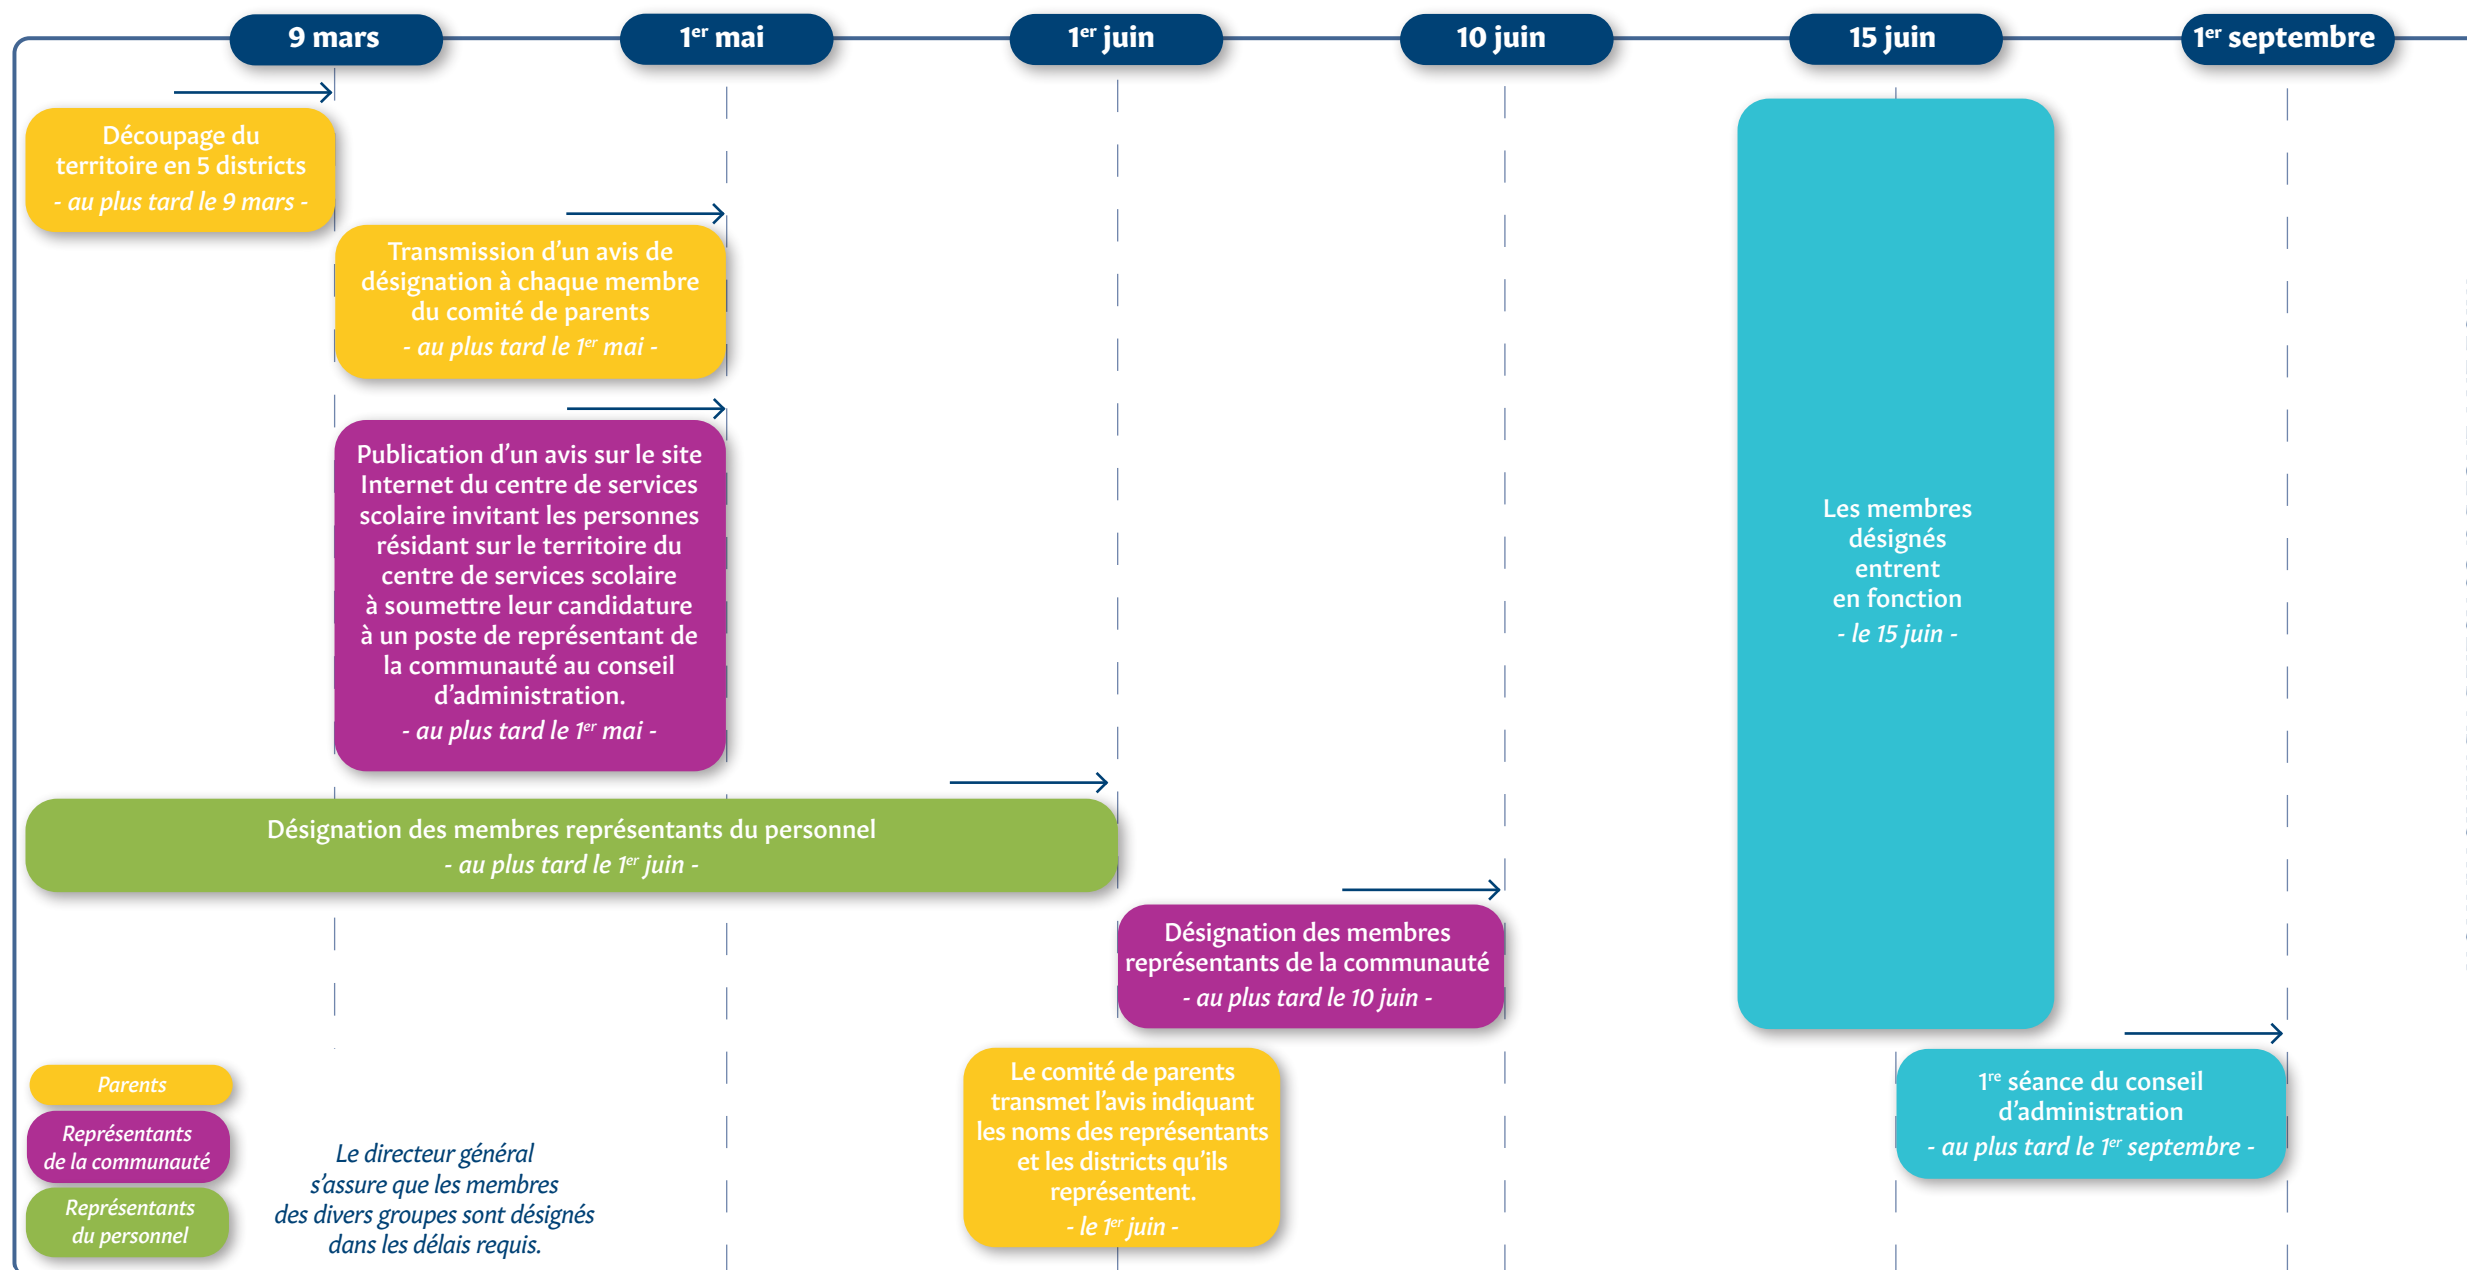 9 mars
1er mai
1er juin
10 juin
15 juin
1er septembre
Découpage du
territoire en 5 districts
- au plus tard le 9 mars -
Transmission d’un avis de
désignation à chaque membre
du comité de parents
- au plus tard le 1er mai -
Publication d’un avis sur le site
Internet du centre de services
scolaire invitant les personnes
résidant sur le territoire du
centre de services scolaire
à soumettre leur candidature
à un poste de représentant de
la communauté au conseil
d’administration.
- au plus tard le 1er mai -
Les membres
désignés
entrent
en fonction
- le 15 juin -
Désignation des membres représentants du personnel
- au plus tard le 1er juin -
Désignation des membres
représentants de la communauté
- au plus tard le 10 juin -
Le comité de parents
transmet l’avis indiquant
les noms des représentants
et les districts qu’ils
représentent.
- le 1er juin -
1re séance du conseil
d’administration
- au plus tard le 1er septembre -
Parents
Représentants
de la communauté
Représentants
du personnel
Le directeur général
s’assure que les membres
des divers groupes sont désignés
dans les délais requis.